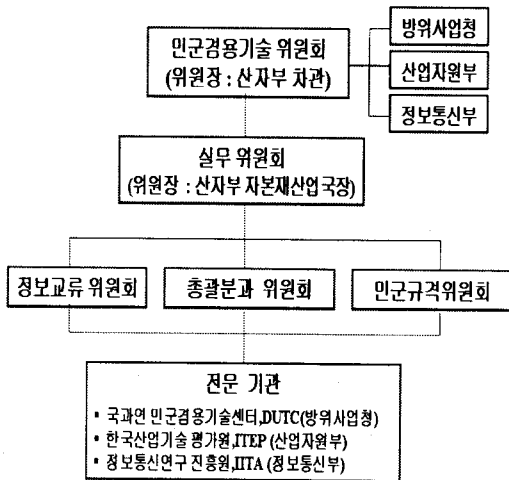 민군겸용기술 위원회
(위원장 : 산자부 차관)
방위사업청
산업자원부
정보통신부
실무 위원회
(위원장 : 산자부 자본재산업국장)
정보교류 위원회
총괄분과 위원회
민군규격위원회
전문 기관
▪ 국과연 민군겸용기술센터,DUTC(방위사업청)
▪ 한국산업기술 평가원,ITEP (산업자원부)
▪ 정보통신연구 진흥원,IITA (정보통신부)